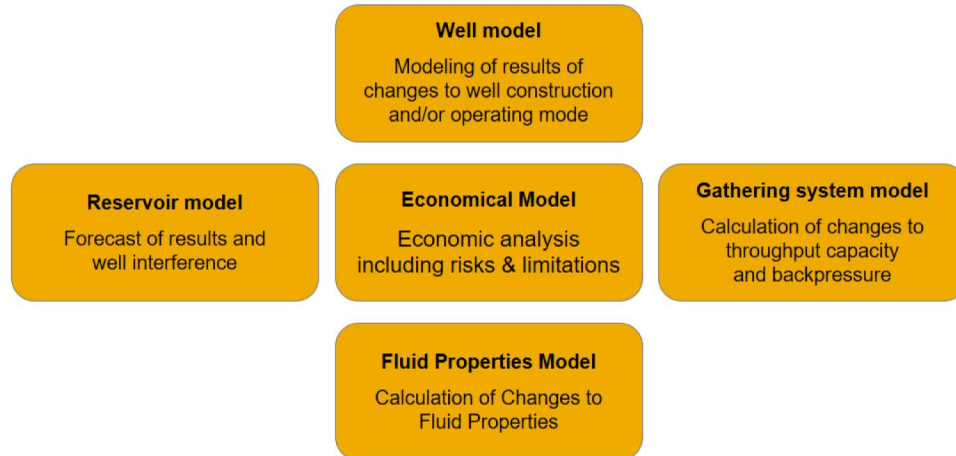 Well model
Modeling of results of
changes to well construction
and/or operating mode
Reservoir model
Forecast of results and
well interference
Economical Model
Economic analysis
including risks & limitations
Gathering system model
Calculation of changes to
throughput capacity
and backpressure
Fluid Properties Model
Calculation of Changes to
Fluid Properties